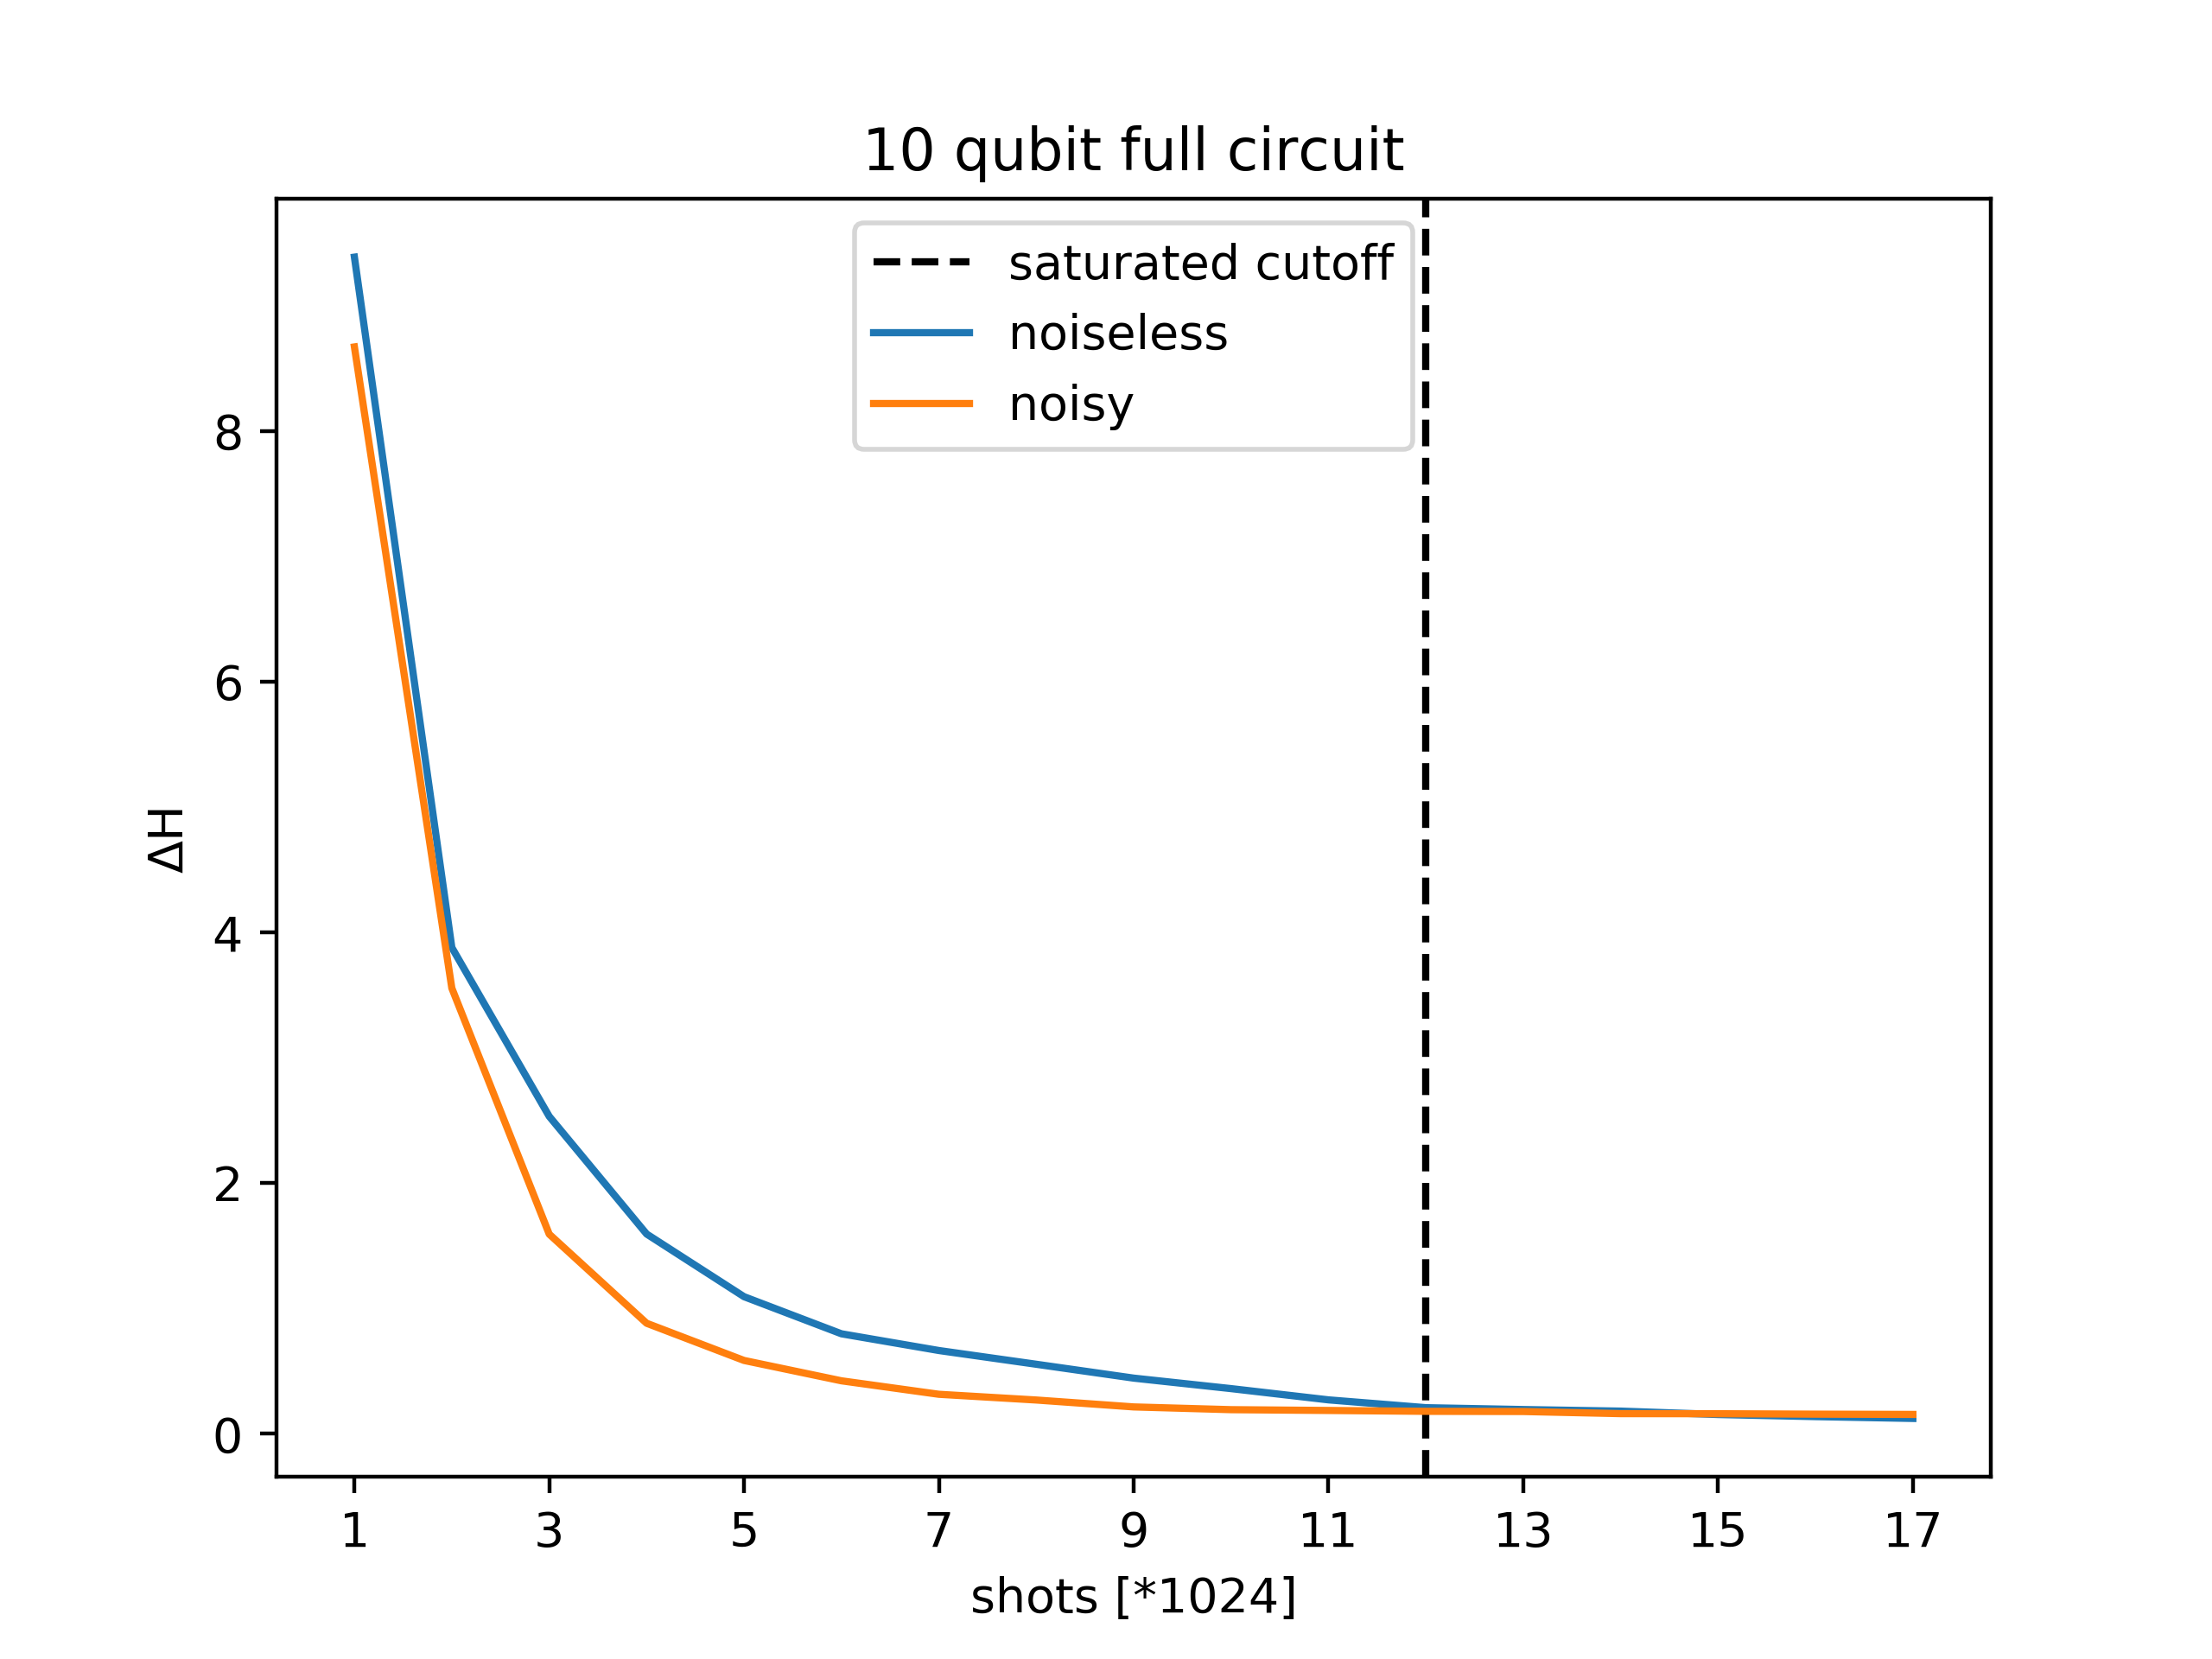 10 qubit full circuit
saturated cutoff
noiseless
noisy
8
6
4
2
0
ΔH
1 3 5 7 9 11 13 15 17
shots [*1024]